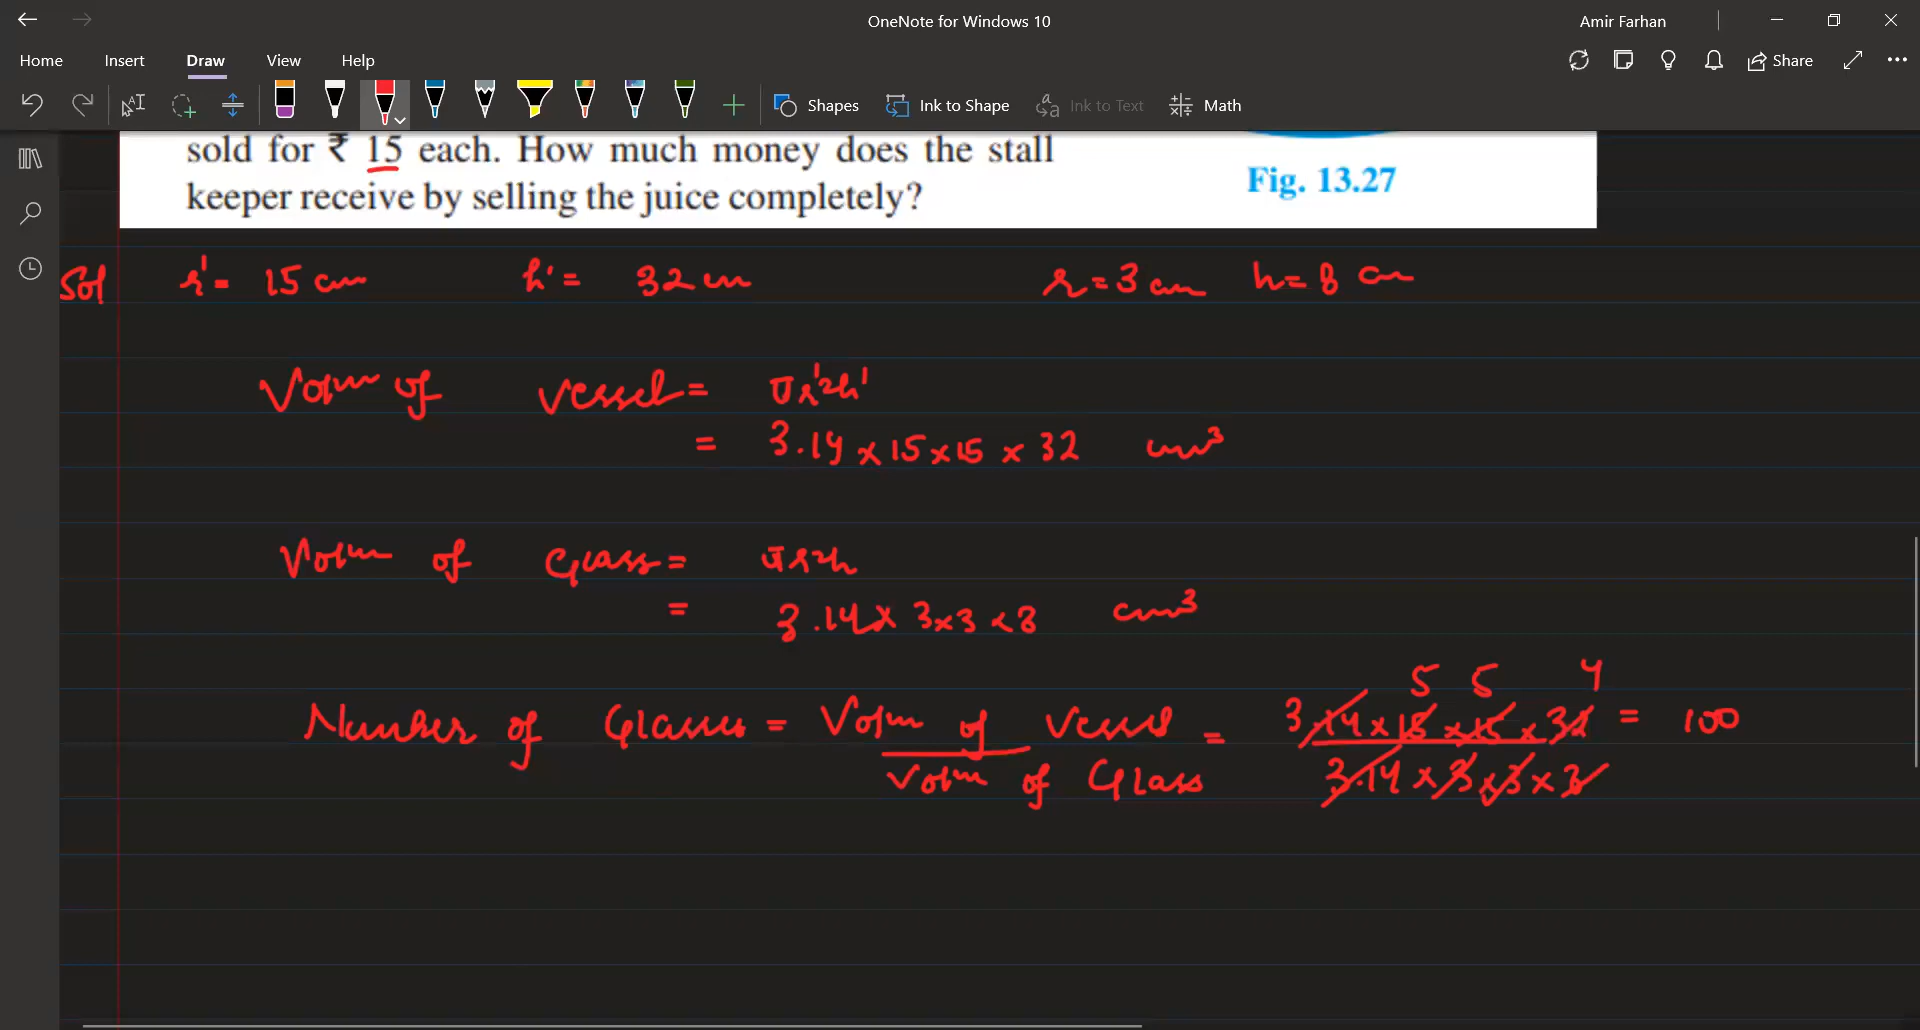 OneNote for Windows 10
Amir Farhan
Home Insert Draw View Help
Share
Shapes Ink to Shape Ink to Text Math
sold for ₹ 15 each. How much money does the stall
keeper receive by selling the juice completely?
Fig. 13.27
Sol r' = 15 cm h' = 32 cm r = 3 cm h = 8 cm
Volm of vessel = πr'²h'
= 3.14 × 15 × 15 × 32 cm³
Volm of Glass = πr²h
= 3.14 × 3 × 3 × 8 cm³
5 5 4
Number of Glasses = Volm of vessel = 3.14 × 15 × 15 × 32 = 100
Volm of Glass 3.14 × 3 × 3 × 8